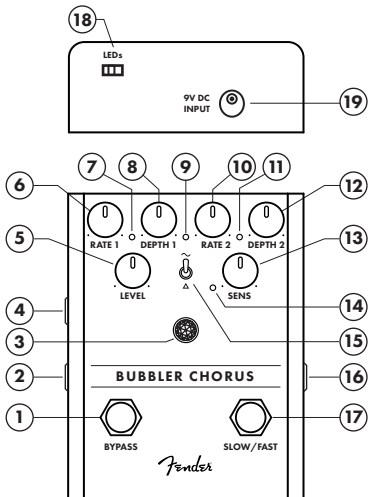 18
LEDs
9V DC
INPUT
19
7 8 9 10 11
6 12
RATE 1 DEPTH 1 RATE 2 DEPTH 2
5 13
LEVEL SENS
4 14
3 15
2 16
BUBBLER CHORUS
1 17
BYPASS SLOW/FAST
Fender